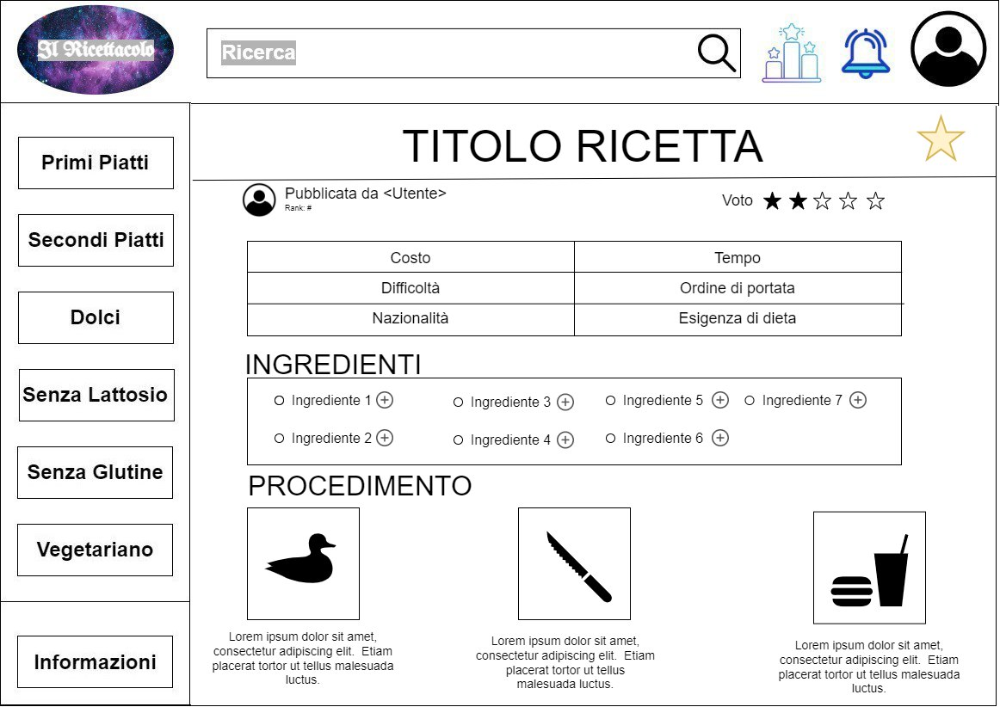 Il Ricettacolo
Ricerca
Primi Piatti
Secondi Piatti
Dolci
Senza Lattosio
Senza Glutine
Vegetariano
Informazioni
TITOLO RICETTA
Pubblicata da <Utente>
Rank: #
Voto
Costo Tempo
Difficoltà Ordine di portata
Nazionalità Esigenza di dieta
INGREDIENTI
Ingrediente 1 Ingrediente 3 Ingrediente 5 Ingrediente 7
Ingrediente 2 Ingrediente 4 Ingrediente 6
PROCEDIMENTO
Lorem ipsum dolor sit amet,
consectetur adipiscing elit. Etiam
placerat tortor ut tellus malesuada
luctus.
Lorem ipsum dolor sit amet,
consectetur adipiscing elit. Etiam
placerat tortor ut tellus
malesuada luctus.
Lorem ipsum dolor sit amet,
consectetur adipiscing elit. Etiam
placerat tortor ut tellus malesuada
luctus.